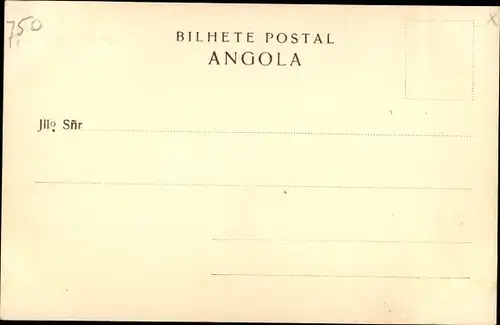 750
BILHETE POSTAL
ANGOLA
Illo. Sñr